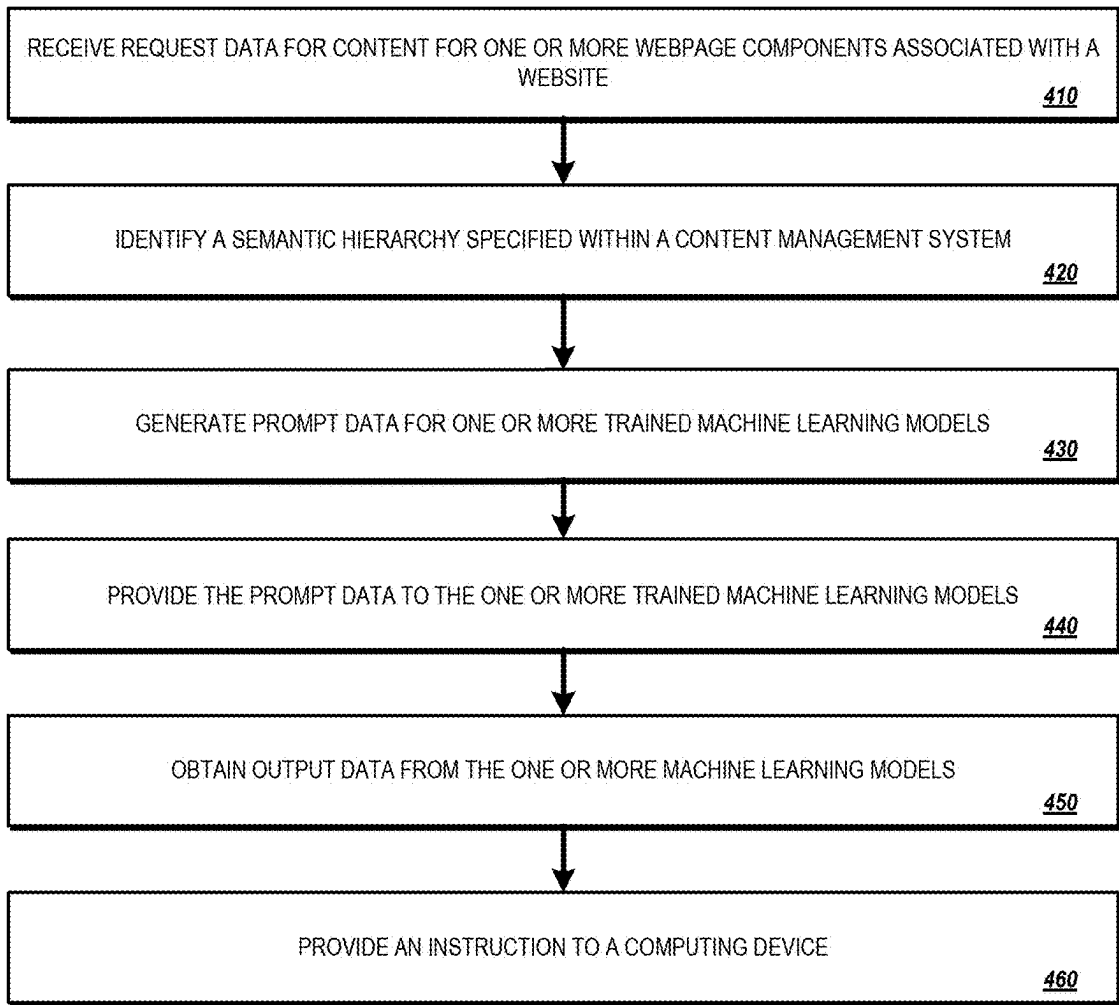 RECEIVE REQUEST DATA FOR CONTENT FOR ONE OR MORE WEBPAGE COMPONENTS ASSOCIATED WITH A
WEBSITE
410
IDENTIFY A SEMANTIC HIERARCHY SPECIFIED WITHIN A CONTENT MANAGEMENT SYSTEM
420
GENERATE PROMPT DATA FOR ONE OR MORE TRAINED MACHINE LEARNING MODELS
430
PROVIDE THE PROMPT DATA TO THE ONE OR MORE TRAINED MACHINE LEARNING MODELS
440
OBTAIN OUTPUT DATA FROM THE ONE OR MORE MACHINE LEARNING MODELS
450
PROVIDE AN INSTRUCTION TO A COMPUTING DEVICE
460